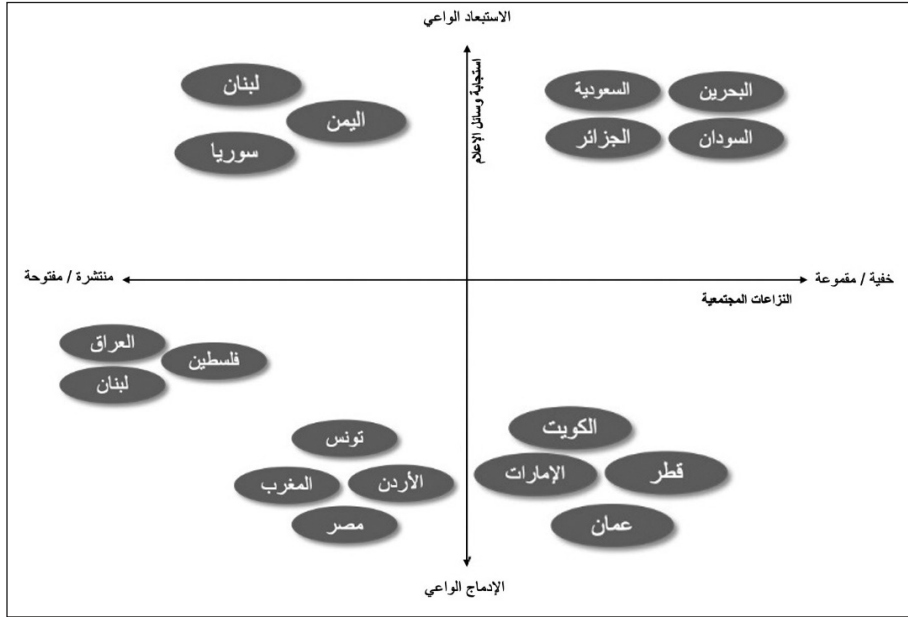 الاستبعاد الواعي
استجابة وسائل الإعلام
البحرين
السعودية
السودان
الجزائر
لبنان
اليمن
سوريا
خفية / مقموعة
منتشرة / مفتوحة
النزاعات المجتمعية
العراق
فلسطين
لبنان
تونس
الأردن
المغرب
مصر
الكويت
قطر
الإمارات
عمان
الإدماج الواعي